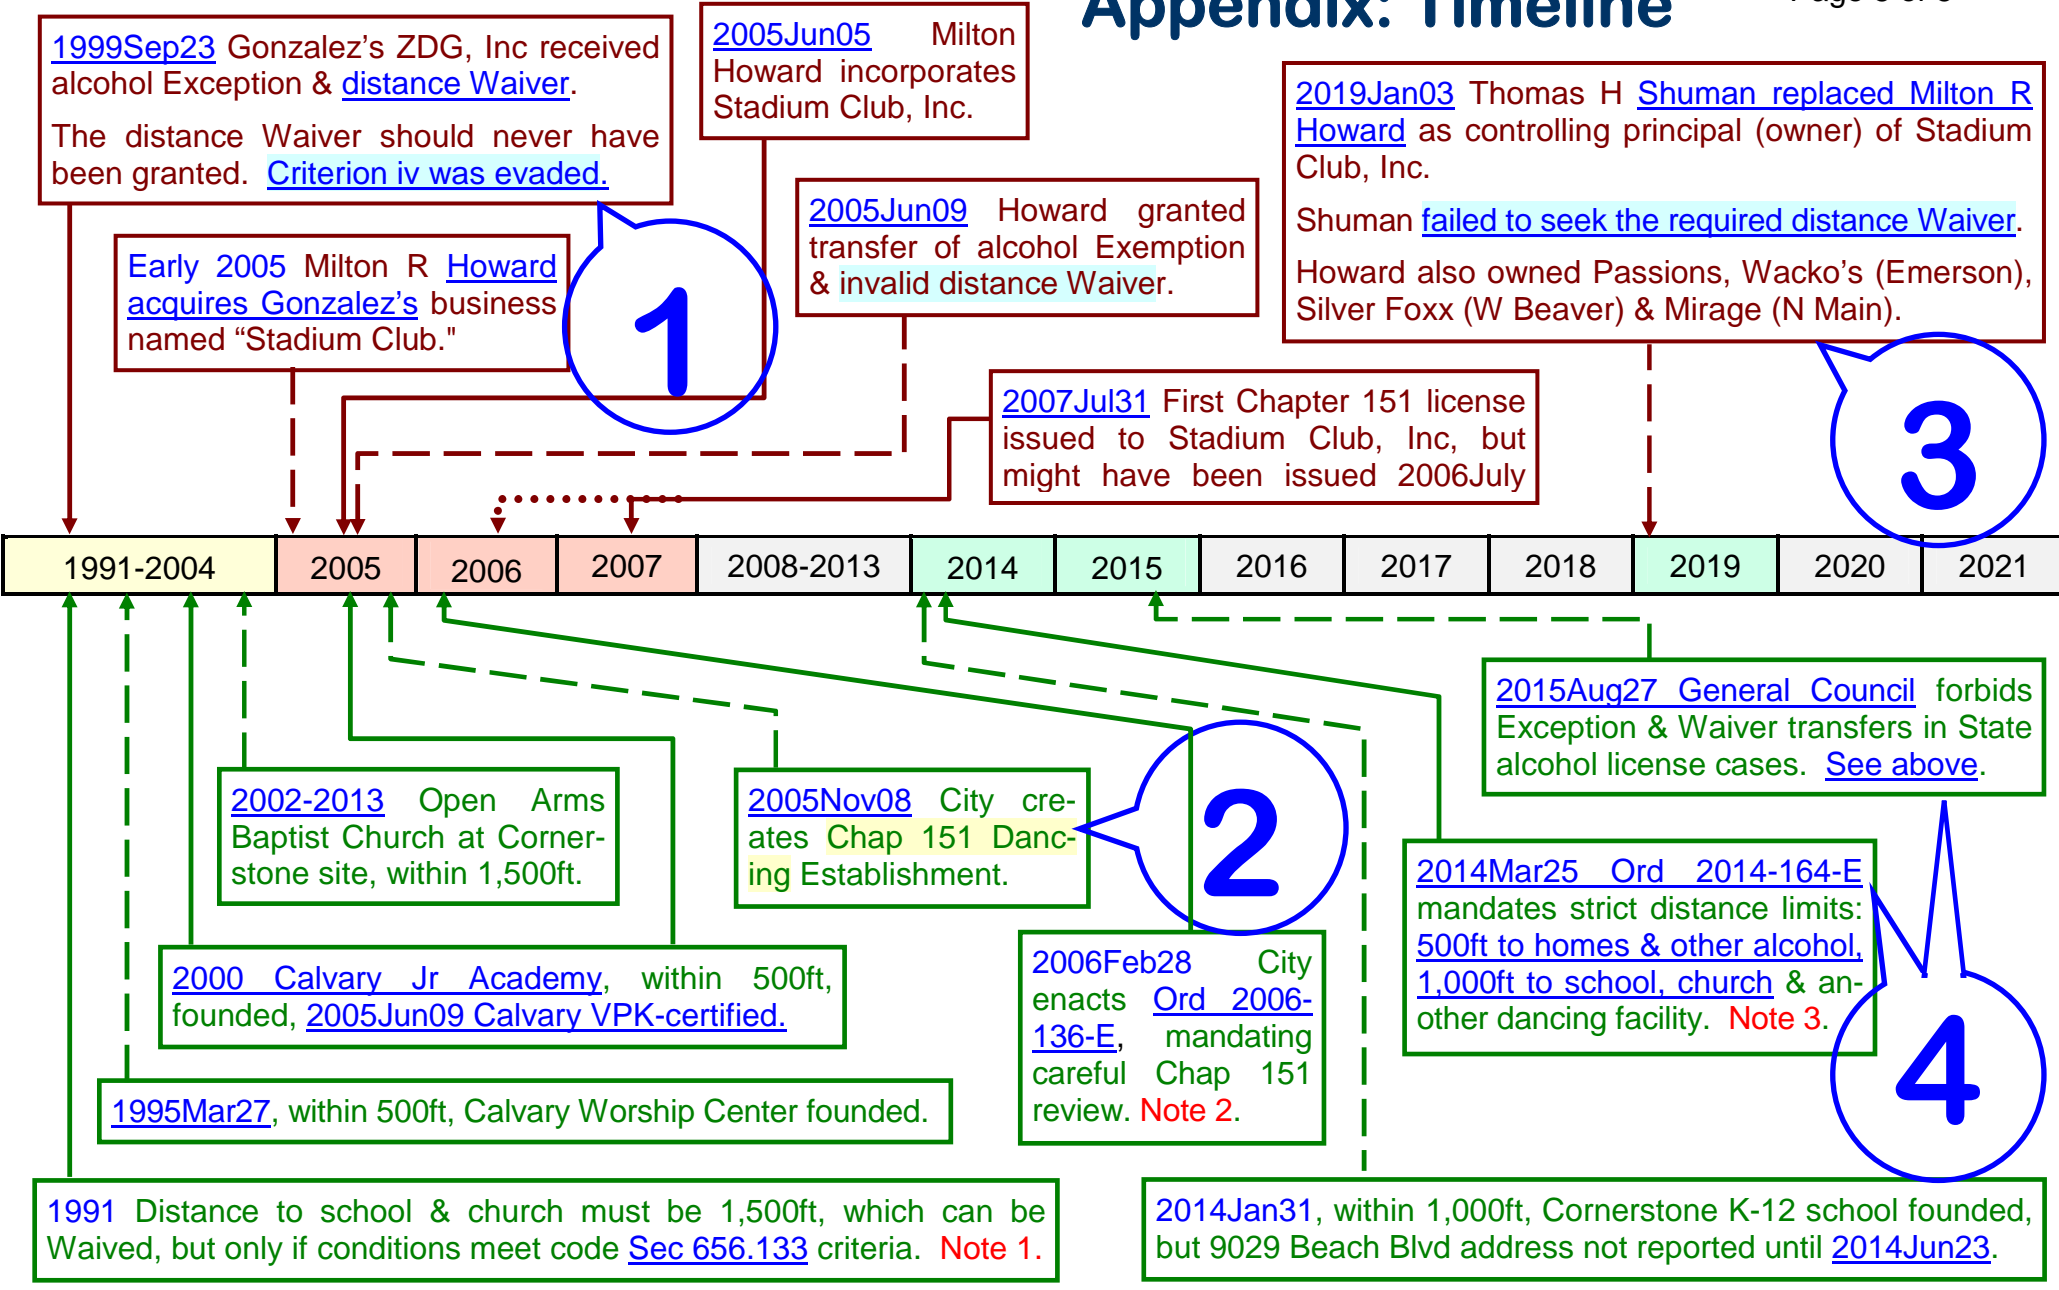 Appendix: Timeline
1999Sep23 Gonzalez’s ZDG, Inc received
alcohol Exception & distance Waiver.
The distance Waiver should never have
been granted. Criterion iv was evaded.
2005Jun05 Milton
Howard incorporates
Stadium Club, Inc.
2019Jan03 Thomas H Shuman replaced Milton R
Howard as controlling principal (owner) of Stadium
Club, Inc.
Shuman failed to seek the required distance Waiver.
Howard also owned Passions, Wacko’s (Emerson),
Silver Foxx (W Beaver) & Mirage (N Main).
Early 2005 Milton R Howard
acquires Gonzalez’s business
named “Stadium Club."
1
2005Jun09 Howard granted
transfer of alcohol Exemption
& invalid distance Waiver.
2007Jul31 First Chapter 151 license
issued to Stadium Club, Inc, but
might have been issued 2006July
3
1991-2004 2005 2006 2007 2008-2013 2014 2015 2016 2017 2018 2019 2020 2021
2015Aug27 General Council forbids
Exception & Waiver transfers in State
alcohol license cases. See above.
2002-2013 Open Arms
Baptist Church at Corner-
stone site, within 1,500ft.
2005Nov08 City cre-
ates Chap 151 Danc-
ing Establishment.
2
2014Mar25 Ord 2014-164-E
mandates strict distance limits:
500ft to homes & other alcohol,
1,000ft to school, church & an-
other dancing facility. Note 3.
2000 Calvary Jr Academy, within 500ft,
founded, 2005Jun09 Calvary VPK-certified.
2006Feb28 City
enacts Ord 2006-
136-E, mandating
careful Chap 151
review. Note 2.
4
1995Mar27, within 500ft, Calvary Worship Center founded.
1991 Distance to school & church must be 1,500ft, which can be
Waived, but only if conditions meet code Sec 656.133 criteria. Note 1.
2014Jan31, within 1,000ft, Cornerstone K-12 school founded,
but 9029 Beach Blvd address not reported until 2014Jun23.